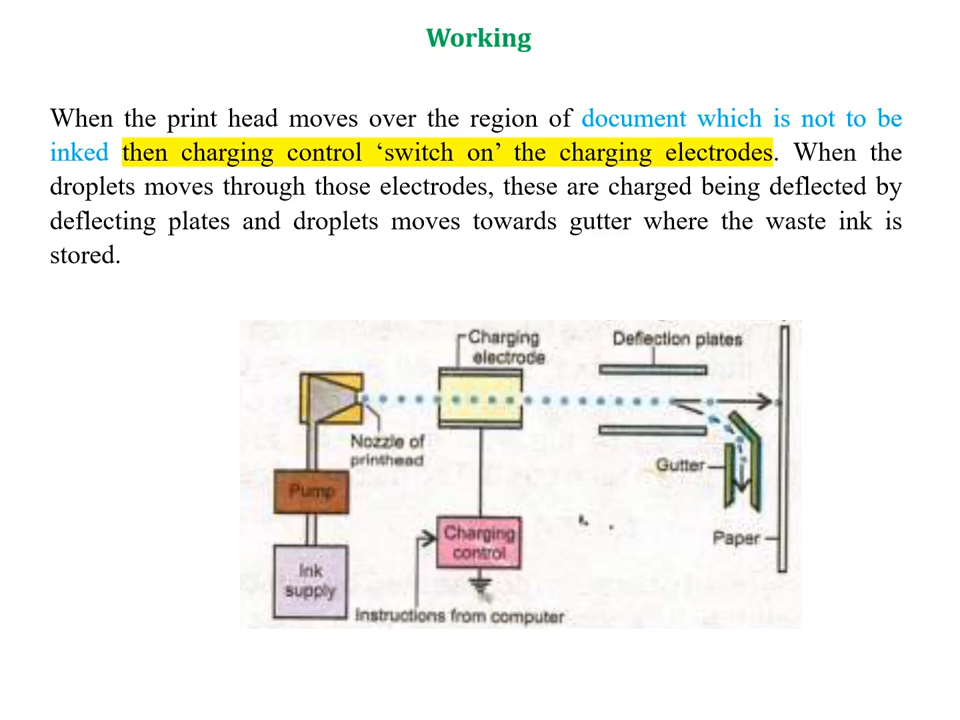 Working
When the print head moves over the region of document which is not to be
inked then charging control ‘switch on’ the charging electrodes. When the
droplets moves through those electrodes, these are charged being deflected by
deflecting plates and droplets moves towards gutter where the waste ink is
stored.
Charging
electrode
Deflection plates
Nozzle of
printhead
Gutter
Pump
Charging
control
Paper
Ink
supply
Instructions from computer